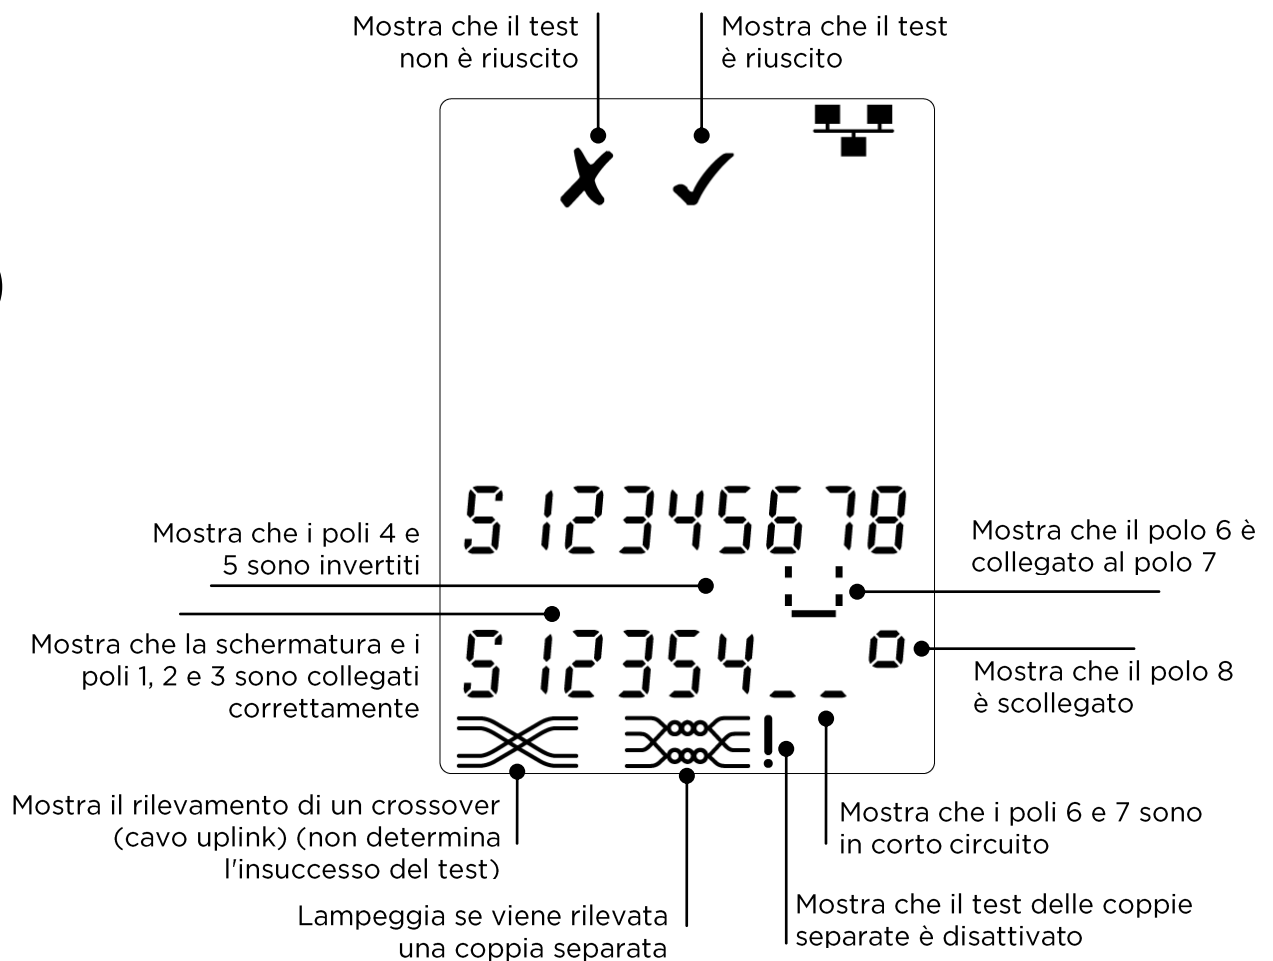 Mostra che il test
non è riuscito
Mostra che il test
è riuscito
S12345678
Mostra che i poli 4 e
5 sono invertiti
Mostra che il polo 6 è
collegato al polo 7
S12354_ _ o
Mostra che la schermatura e i
poli 1, 2 e 3 sono collegati
correttamente
Mostra che il polo 8
è scollegato
!
Mostra il rilevamento di un crossover
(cavo uplink) (non determina
l'insuccesso del test)
Mostra che i poli 6 e 7 sono
in corto circuito
Lampeggia se viene rilevata
una coppia separata
Mostra che il test delle coppie
separate è disattivato